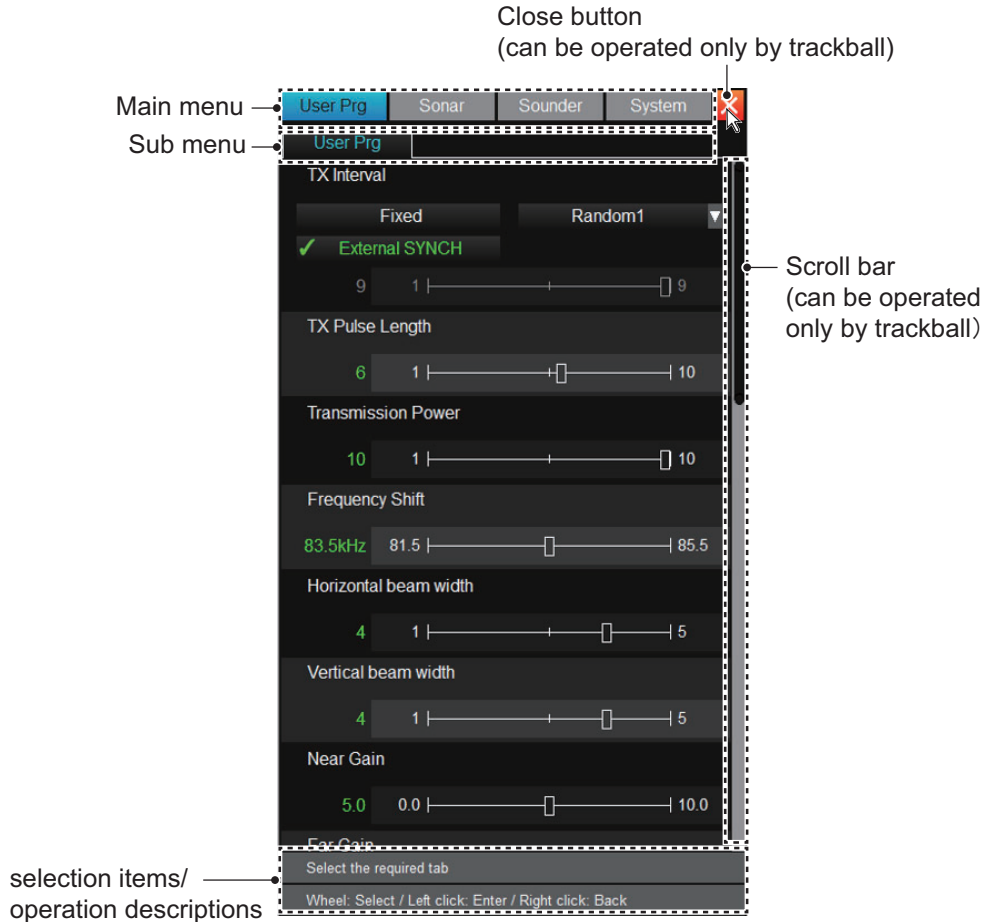 Close button
(can be operated only by trackball)
Main menu
User Prg Sonar Sounder System
Sub menu
User Prg
TX Interval
Fixed Random1
✓ External SYNCH
9 1 9
Scroll bar
(can be operated
only by trackball)
TX Pulse Length
6 1 10
Transmission Power
10 1 10
Frequency Shift
83.5kHz 81.5 85.5
Horizontal beam width
4 1 5
Vertical beam width
4 1 5
Near Gain
5.0 0.0 10.0
Far Gain
selection items/
operation descriptions
Select the required tab
Wheel: Select / Left click: Enter / Right click: Back